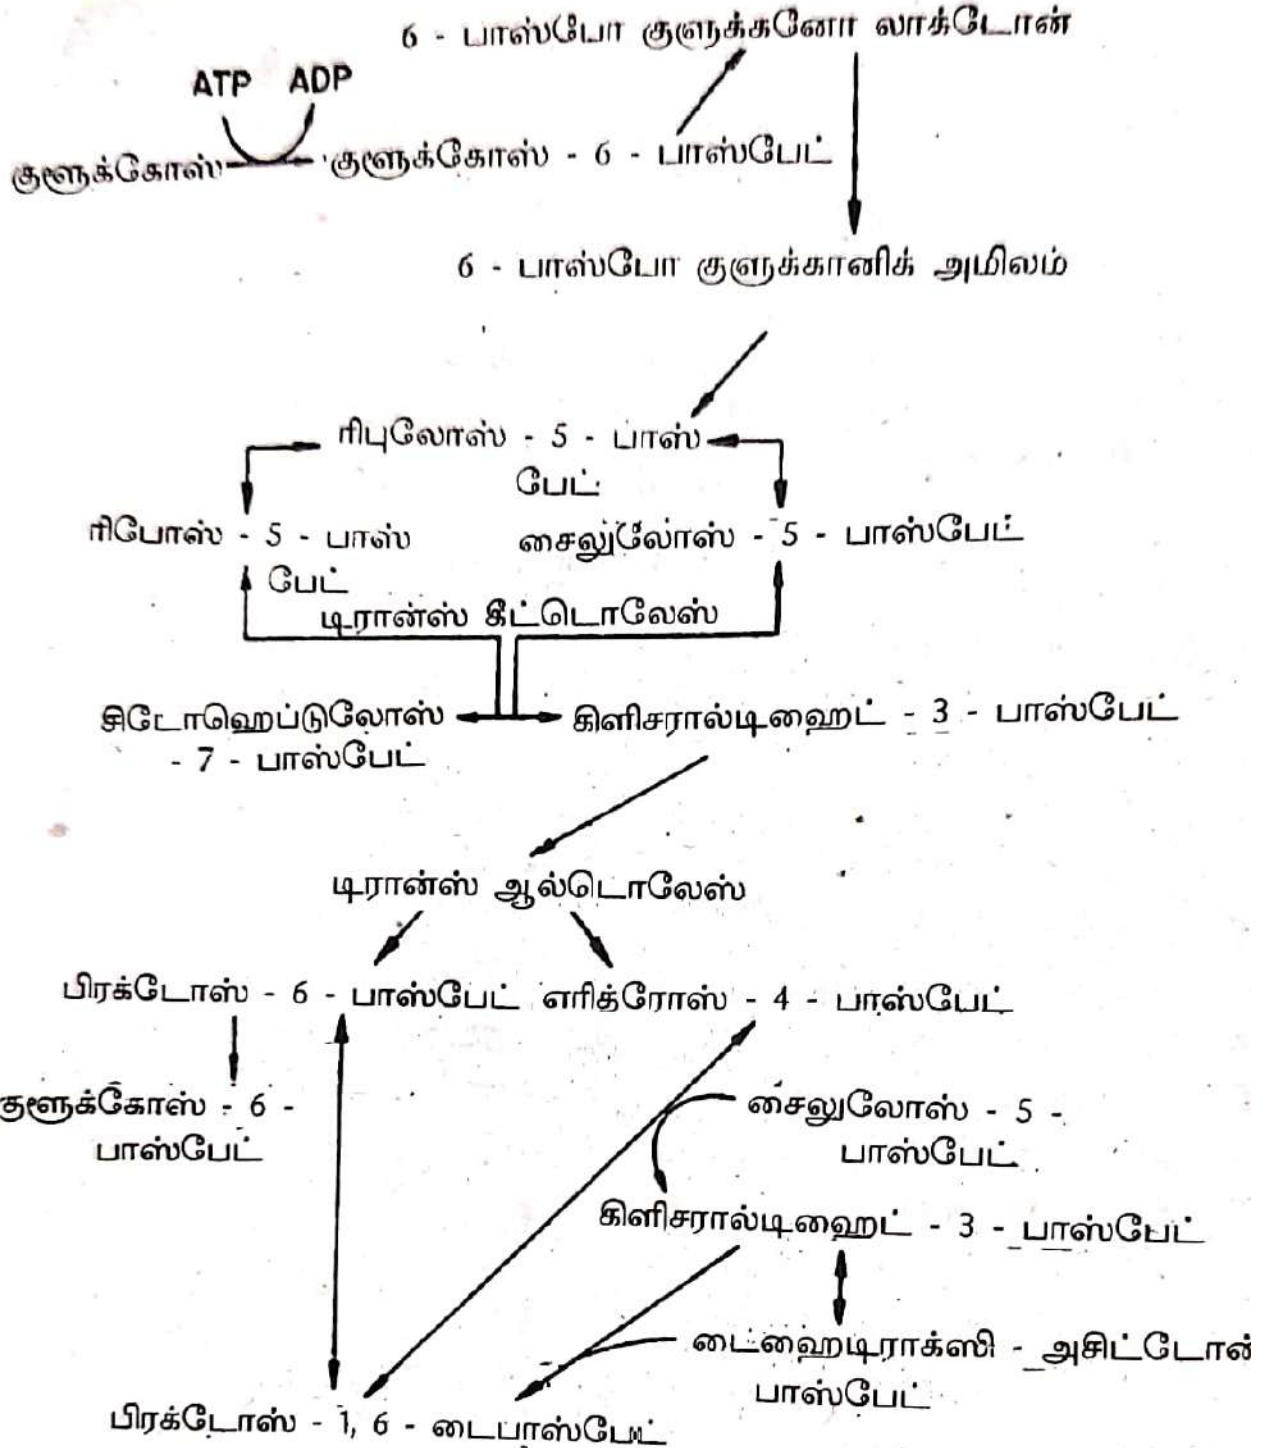 6 - பாஸ்போ குளுக்கனோ லாக்டோன்
ATP ADP
குளூக்கோஸ் குளூக்கோஸ் - 6 - பாஸ்பேட்
6 - பாஸ்போ குளுக்கானிக் அமிலம்
ரிபுலோஸ் - 5 - பாஸ்
பேட்
ரிபோஸ் - 5 - பாஸ் சைலுலோஸ் - 5 - பாஸ்பேட்
பேட்
டிரான்ஸ் கீட்டொலேஸ்
சிடோஹெப்டுலோஸ் கிளிசரால்டிஹைட் - 3 - பாஸ்பேட்
- 7 - பாஸ்பேட்
டிரான்ஸ் ஆல்டொலேஸ்
பிரக்டோஸ் - 6 - பாஸ்பேட் எரித்ரோஸ் - 4 - பாஸ்பேட்
குளூக்கோஸ் - 6 - சைலுலோஸ் - 5 -
பாஸ்பேட் பாஸ்பேட்
கிளிசரால்டிஹைட் - 3 - பாஸ்பேட்
டைஹைடிராக்ஸி - அசிட்டோன்
பாஸ்பேட்
பிரக்டோஸ் - 1, 6 - டைபாஸ்பேட்